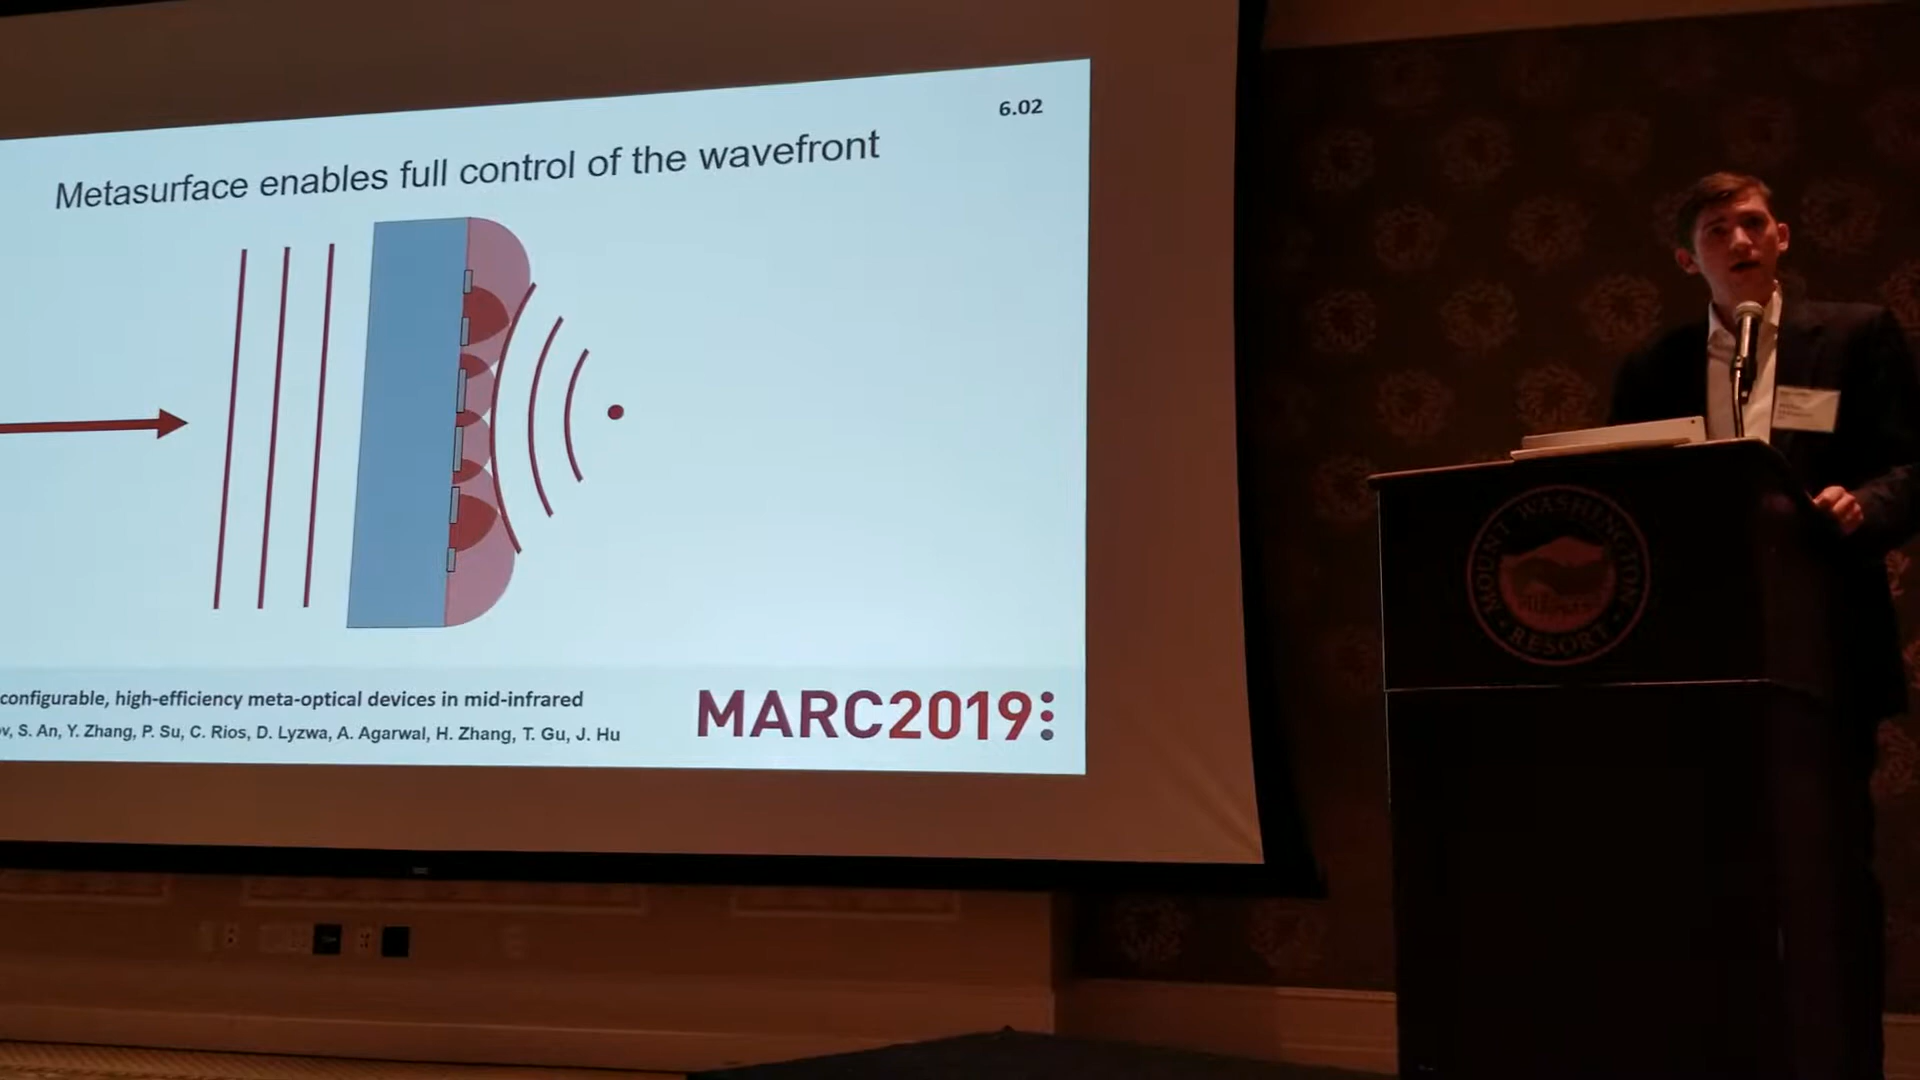 6.02
Metasurface enables full control of the wavefront
configurable, high-efficiency meta-optical devices in mid-infrared
v, S. An, Y. Zhang, P. Su, C. Rios, D. Lyzwa, A. Agarwal, H. Zhang, T. Gu, J. Hu
MARC2019
MOUNT WASHINGTON
RESORT